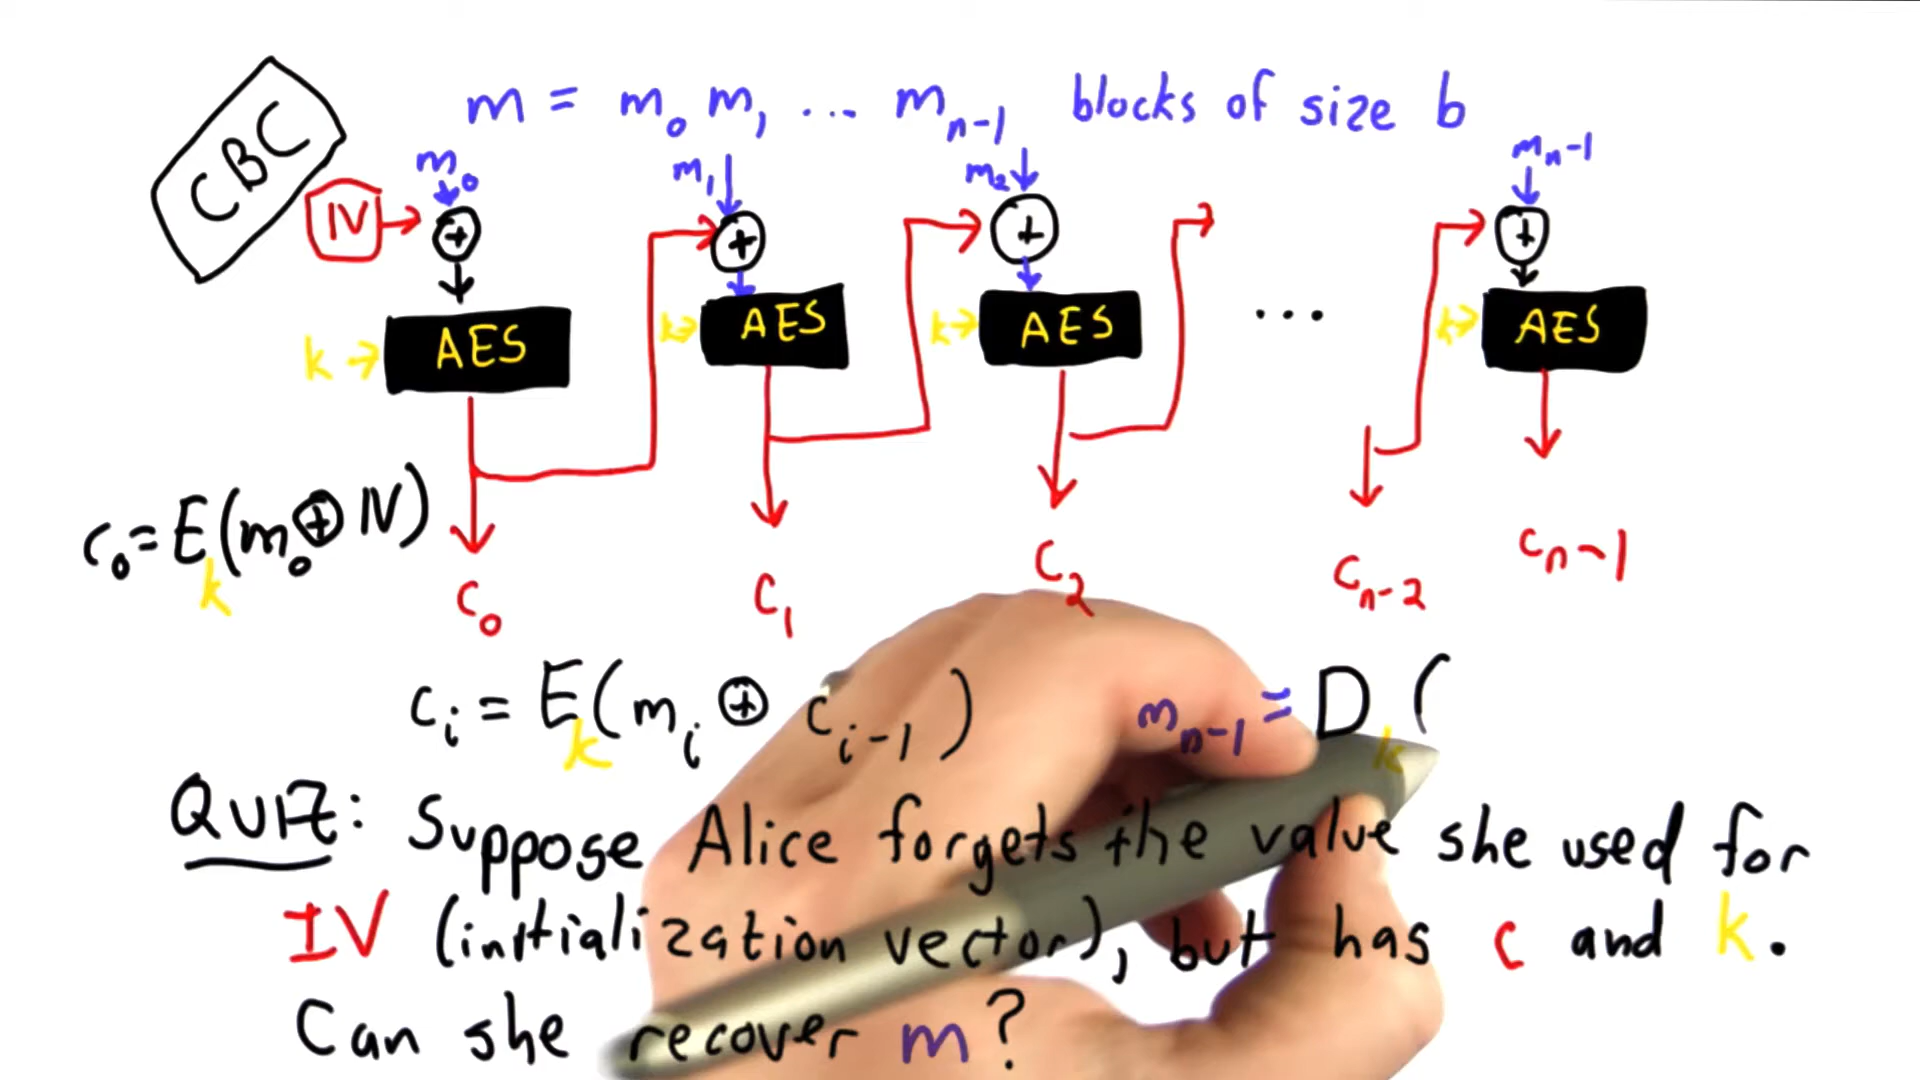 CBC
m = m₀ m₁ ... mₙ₋₁ blocks of size b
m₀ m₁ m₂ mₙ₋₁
IV → + + + +
k → AES k → AES k → AES ... k → AES
c₀ = Eₖ(m₀ ⊕ IV)
c₀ c₁ c₂ cₙ₋₂ cₙ₋₁
cᵢ = Eₖ(mᵢ ⊕ cᵢ₋₁) mₙ₋₁ = Dₖ(
QUIZ: Suppose Alice forgets the value she used for
IV (initialization vector), but has c and k.
Can she recover m?